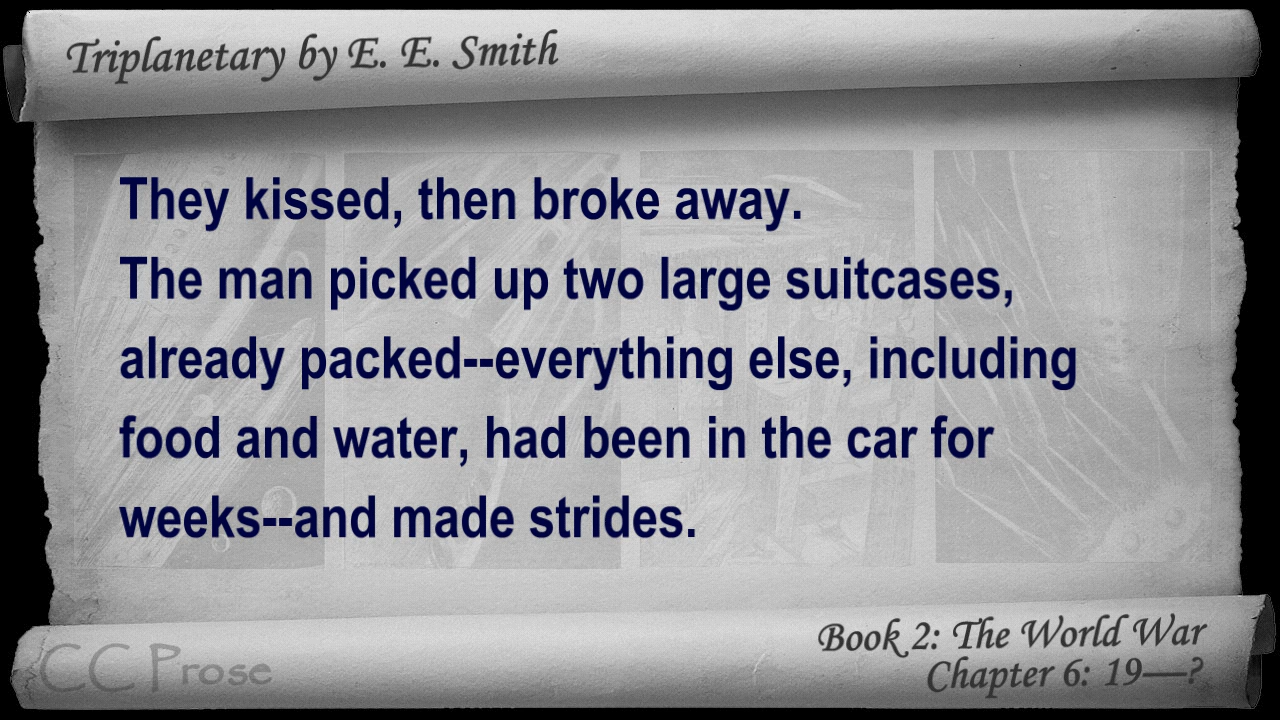 Triplanetary by E. E. Smith
They kissed, then broke away.
The man picked up two large suitcases,
already packed--everything else, including
food and water, had been in the car for
weeks--and made strides.
Book 2: The World War
Chapter 6: 19—?
CC Prose